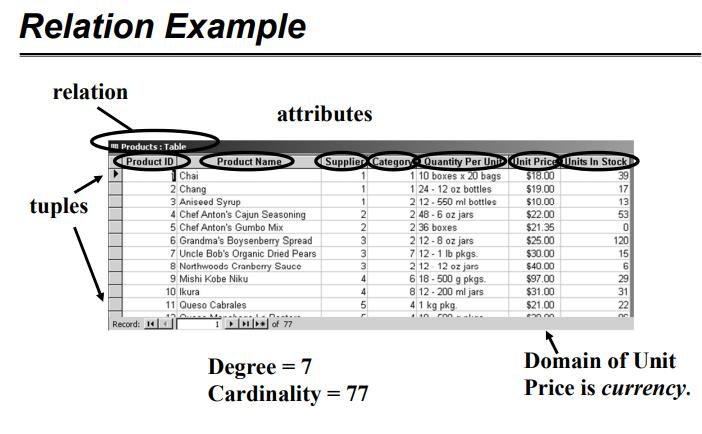 Relation Example
relation
attributes
Products : Table
Product ID Product Name Supplier Category Quantity Per Unit Unit Price Units In Stock
1 Chai 1 1 10 boxes x 20 bags $18.00 39
2 Chang 1 1 24 - 12 oz bottles $19.00 17
3 Aniseed Syrup 1 2 12 - 550 ml bottles $10.00 13
4 Chef Anton's Cajun Seasoning 2 2 48 - 6 oz jars $22.00 53
5 Chef Anton's Gumbo Mix 2 2 36 boxes $21.35 0
6 Grandma's Boysenberry Spread 3 2 12 - 8 oz jars $25.00 120
7 Uncle Bob's Organic Dried Pears 3 7 12 - 1 lb pkgs. $30.00 15
8 Northwoods Cranberry Sauce 3 2 12 - 12 oz jars $40.00 6
9 Mishi Kobe Niku 4 6 18 - 500 g pkgs. $97.00 29
10 Ikura 4 8 12 - 200 ml jars $31.00 31
11 Queso Cabrales 5 4 1 kg pkg. $21.00 22
tuples
Record: 1 of 77
Degree = 7
Cardinality = 77
Domain of Unit
Price is currency.